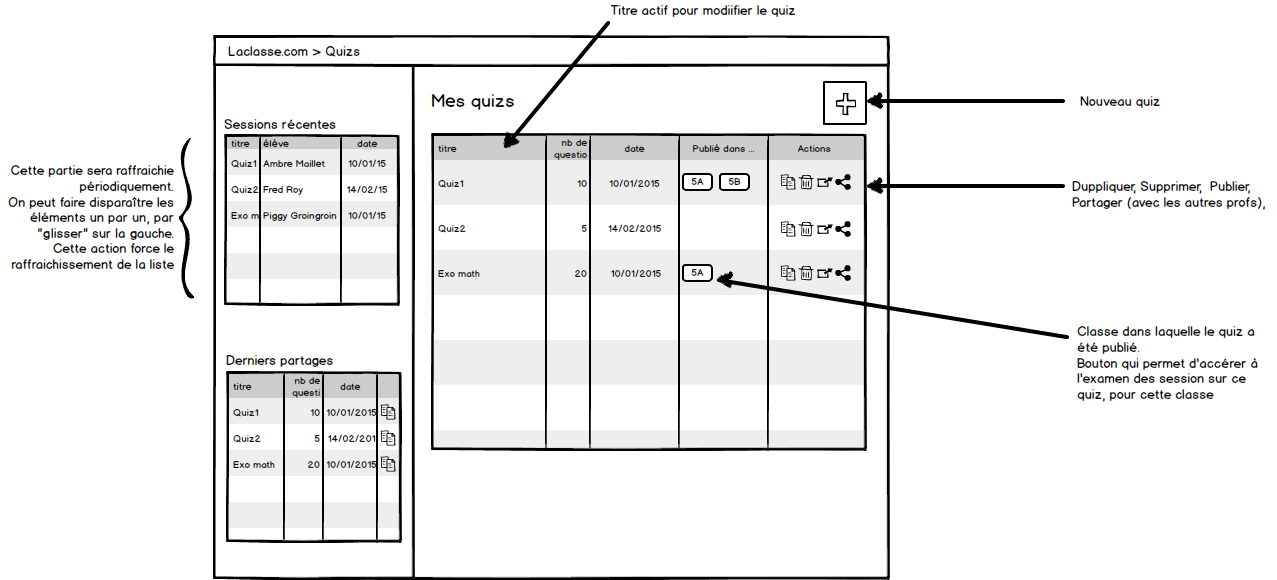 Titre actif pour modiifier le quiz
Laclasse.com > Quizs
Mes quizs
Nouveau quiz
Sessions récentes
titre élève date
Quiz1 Ambre Maillet 10/01/15
Quiz2 Fred Roy 14/02/15
Exo m Piggy Groingroin 10/01/15
Cette partie sera raffraichie
périodiquement.
On peut faire disparaître les
éléments un par un, par
"glisser" sur la gauche.
Cette action force le
raffraichissement de la liste
titre nb de questio date Publié dans ... Actions
Quiz1 10 10/01/2015 5A 5B
Quiz2 5 14/02/2015
Exo math 20 10/01/2015 5A
Duppliquer, Supprimer, Publier,
Partager (avec les autres profs),
Classe dans laquelle le quiz a
été publié.
Bouton qui permet d'accérer à
l'examen des session sur ce
quiz, pour cette classe
Derniers partages
titre nb de questi date
Quiz1 10 10/01/2015
Quiz2 5 14/02/201
Exo math 20 10/01/2015